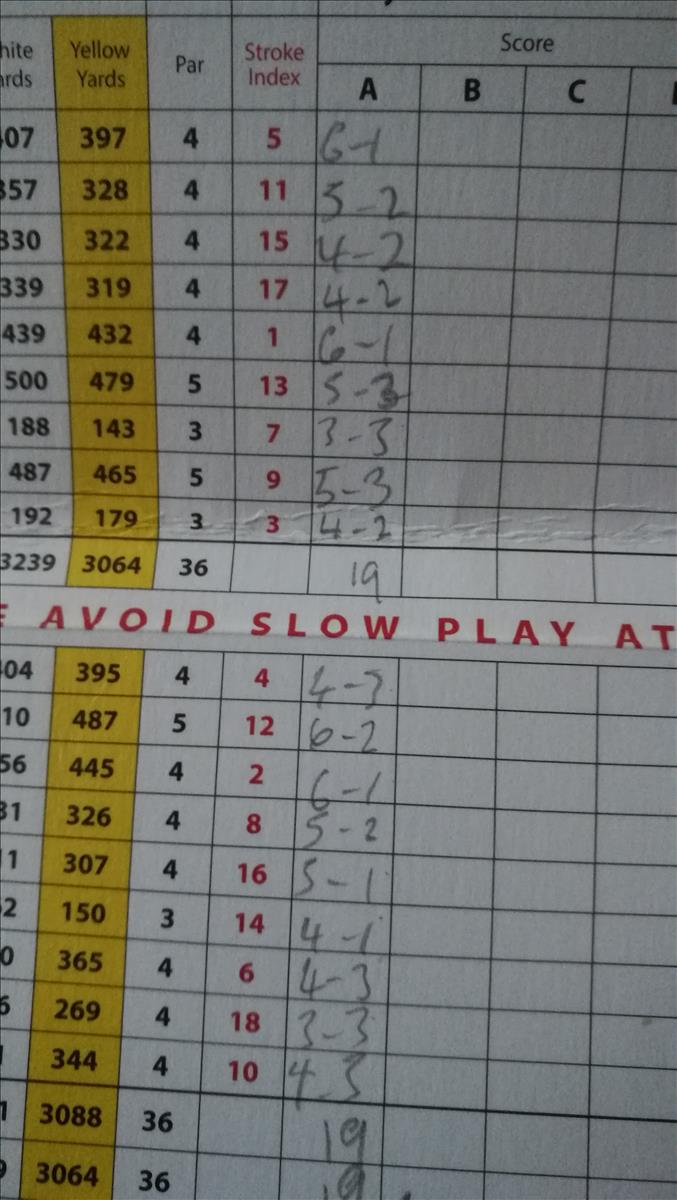 hite Yellow Par Stroke Score
ards Yards Index A B C
407 397 4 5 6-1
357 328 4 11 5-2
330 322 4 15 4-2
339 319 4 17 4-2
439 432 4 1 6-1
500 479 5 13 5-3
188 143 3 7 3-3
487 465 5 9 5-3
192 179 3 3 4-2
3239 3064 36 19
E AVOID SLOW PLAY AT
404 395 4 4 4-3
10 487 5 12 6-2
56 445 4 2 6-1
31 326 4 8 5-2
11 307 4 16 5-1
52 150 3 14 4-1
0 365 4 6 4-3
6 269 4 18 3-3
1 344 4 10 4-3
1 3088 36 19
9 3064 36 19